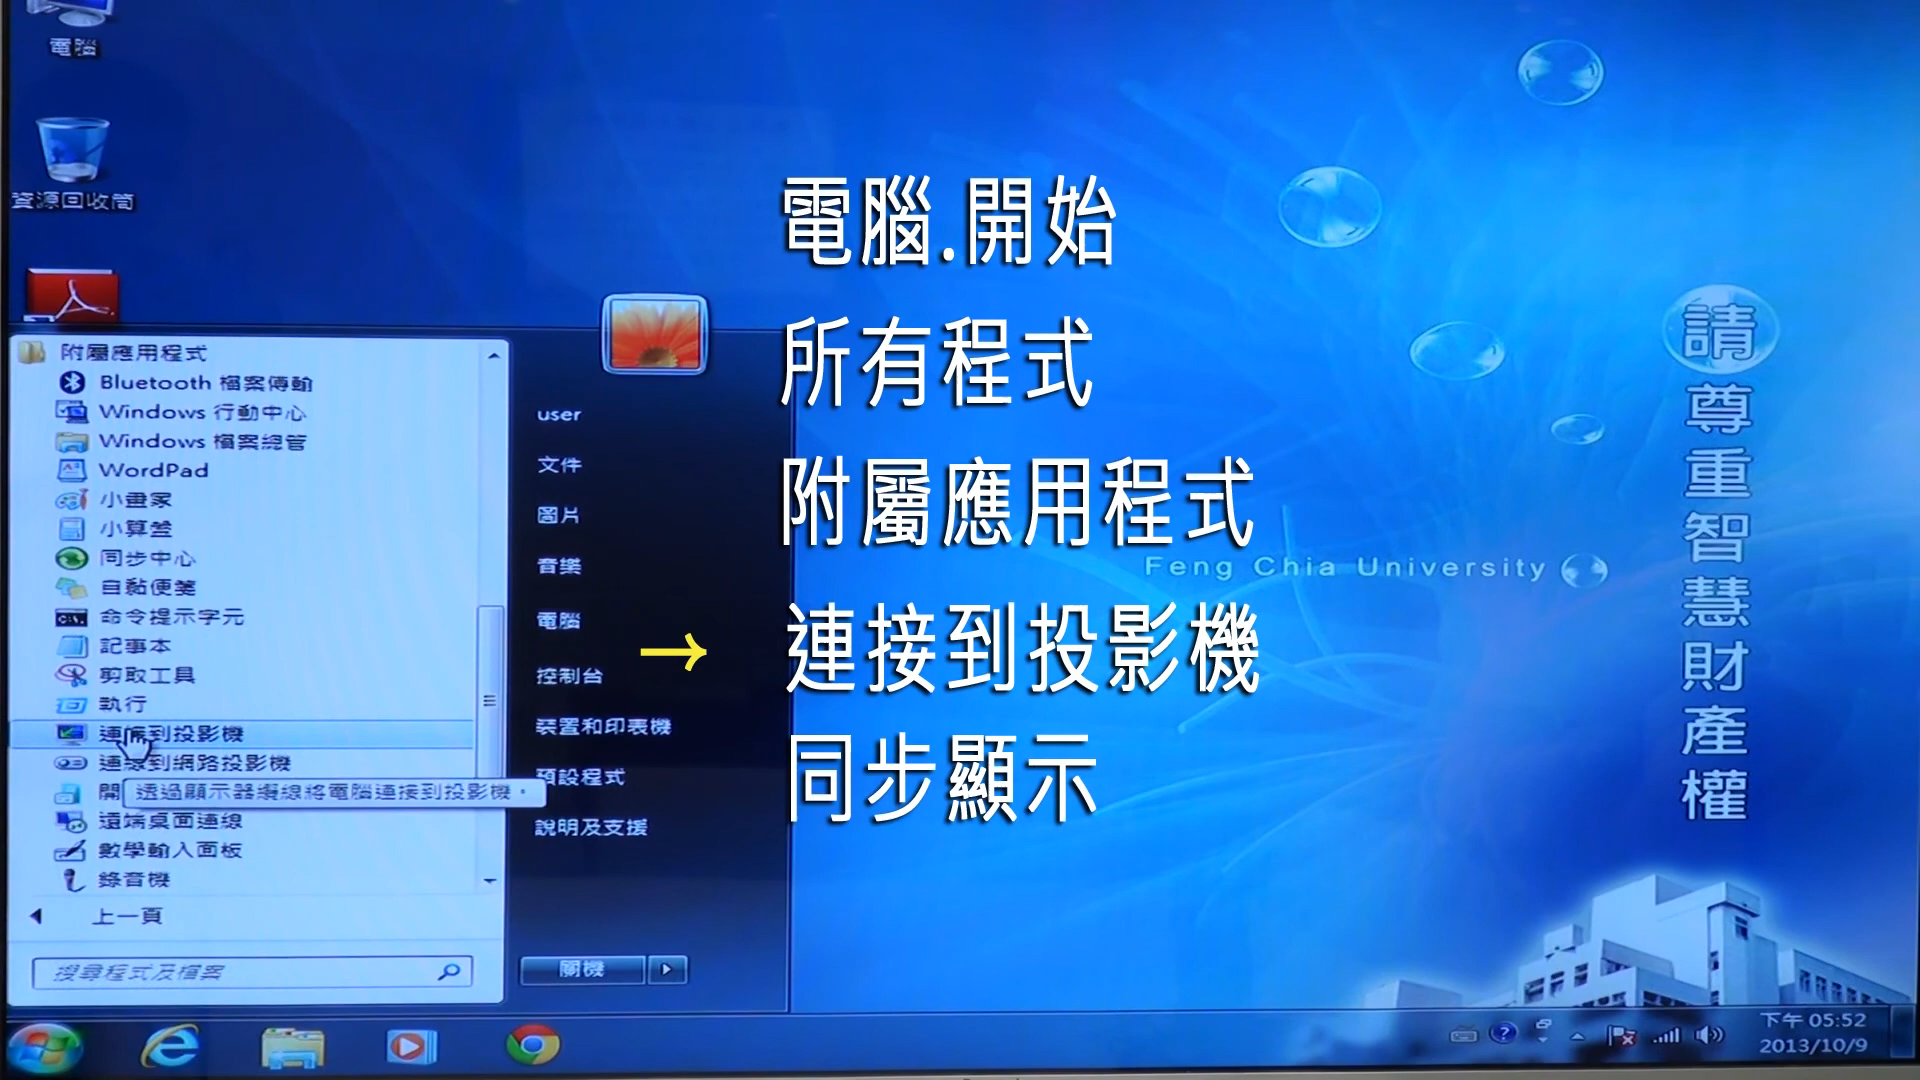 電腦
資源回收筒
附屬應用程式
Bluetooth 檔案傳輸
Windows 行動中心
Windows 檔案總管
WordPad
小畫家
小算盤
同步中心
自黏便箋
命令提示字元
記事本
剪取工具
執行
連接到投影機
連線到網路投影機
開
透過顯示器纜線將電腦連接到投影機。
遠端桌面連線
數學輸入面板
錄音機
上一頁
搜尋程式及檔案
user
文件
圖片
音樂
電腦
控制台
裝置和印表機
預設程式
說明及支援
關機
電腦.開始
所有程式
附屬應用程式
→ 連接到投影機
同步顯示
Feng Chia University
請尊重智慧財產權
下午 05:52
2013/10/9